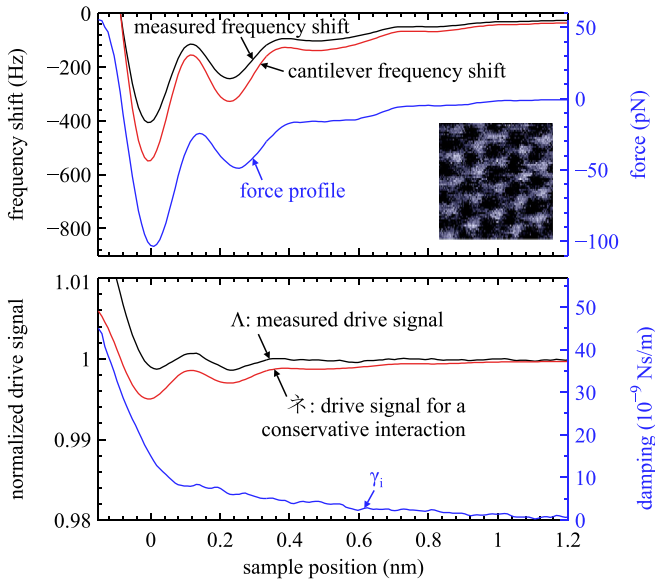 0
−200
−400
−600
−800
frequency shift (Hz)
measured frequency shift
cantilever frequency shift
force profile
50
0
−50
−100
force (pN)
1.01
1
0.99
0.98
normalized drive signal
Λ: measured drive signal
ネ: drive signal for a
conservative interaction
γi
50
40
30
20
10
0
damping (10−9 Ns/m)
0 0.2 0.4 0.6 0.8 1.0 1.2
sample position (nm)